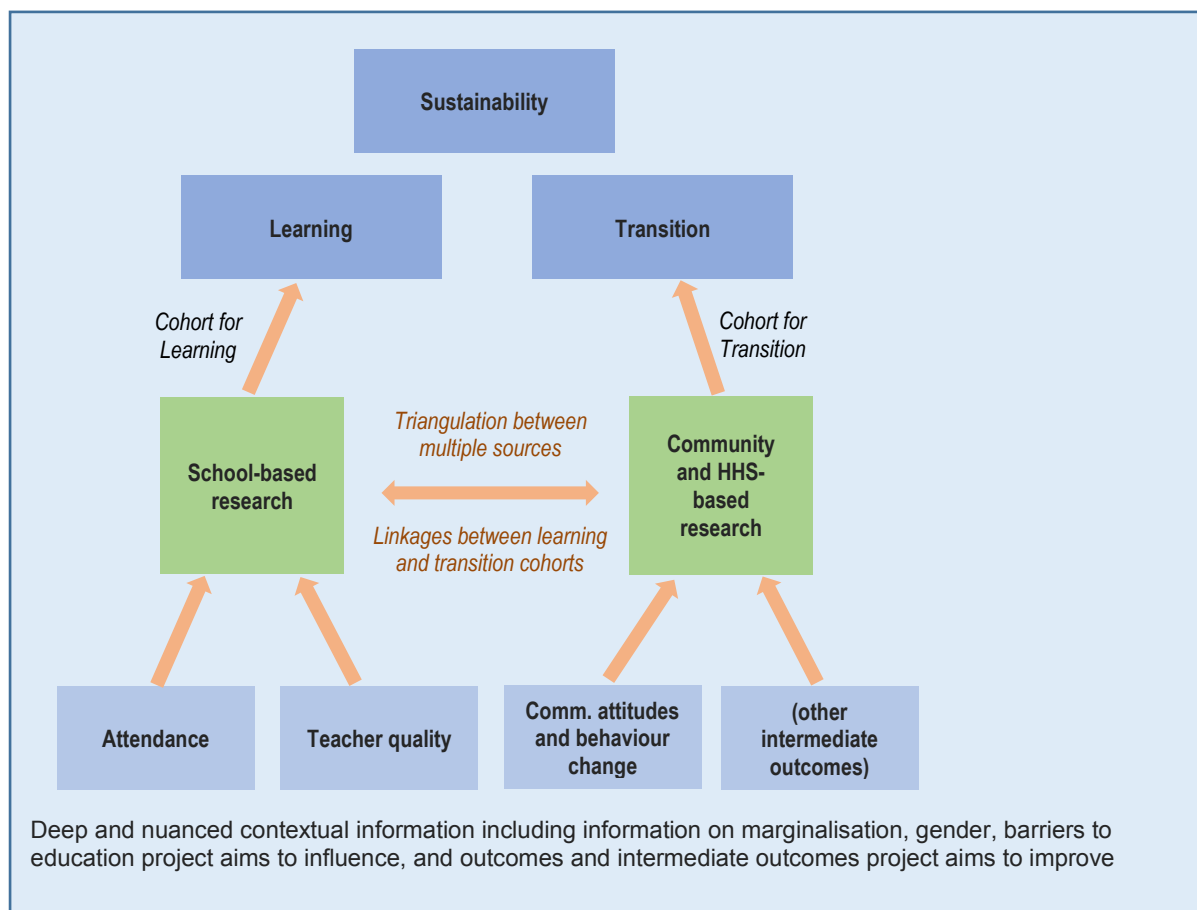 Sustainability
Learning
Transition
Cohort for
Learning
Cohort for
Transition
School-based
research
Triangulation between
multiple sources
Linkages between learning
and transition cohorts
Community
and HHS-
based
research
Attendance
Teacher quality
Comm. attitudes
and behaviour
change
(other
intermediate
outcomes)
Deep and nuanced contextual information including information on marginalisation, gender, barriers to
education project aims to influence, and outcomes and intermediate outcomes project aims to improve